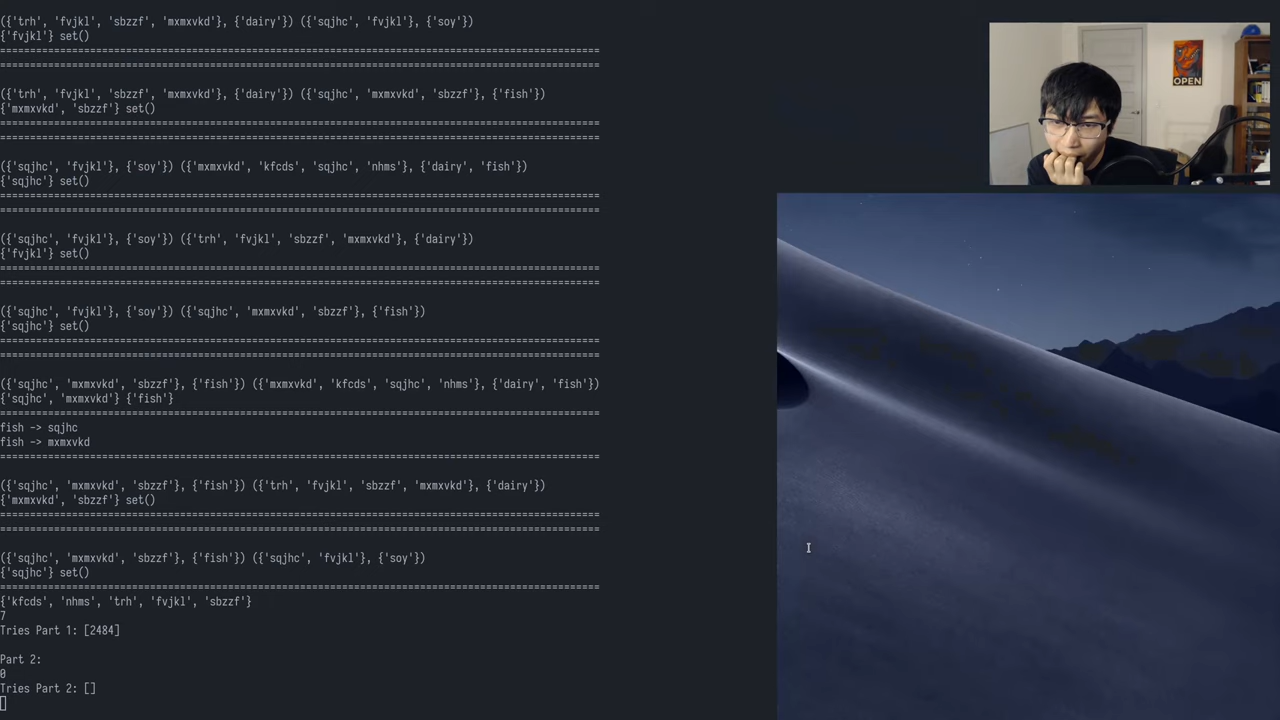 ({'trh', 'fvjkl', 'sbzzf', 'mxmxvkd'}, {'dairy'}) ({'sqjhc', 'fvjkl'}, {'soy'})
{'fvjkl'} set()
====================================================================================================
====================================================================================================
({'trh', 'fvjkl', 'sbzzf', 'mxmxvkd'}, {'dairy'}) ({'sqjhc', 'mxmxvkd', 'sbzzf'}, {'fish'})
{'mxmxvkd', 'sbzzf'} set()
====================================================================================================
====================================================================================================
({'sqjhc', 'fvjkl'}, {'soy'}) ({'mxmxvkd', 'kfcds', 'sqjhc', 'nhms'}, {'dairy', 'fish'})
{'sqjhc'} set()
====================================================================================================
====================================================================================================
({'sqjhc', 'fvjkl'}, {'soy'}) ({'trh', 'fvjkl', 'sbzzf', 'mxmxvkd'}, {'dairy'})
{'fvjkl'} set()
====================================================================================================
====================================================================================================
({'sqjhc', 'fvjkl'}, {'soy'}) ({'sqjhc', 'mxmxvkd', 'sbzzf'}, {'fish'})
{'sqjhc'} set()
====================================================================================================
====================================================================================================
({'sqjhc', 'mxmxvkd', 'sbzzf'}, {'fish'}) ({'mxmxvkd', 'kfcds', 'sqjhc', 'nhms'}, {'dairy', 'fish'})
{'sqjhc', 'mxmxvkd'} {'fish'}
====================================================================================================
fish -> sqjhc
fish -> mxmxvkd
====================================================================================================
({'sqjhc', 'mxmxvkd', 'sbzzf'}, {'fish'}) ({'trh', 'fvjkl', 'sbzzf', 'mxmxvkd'}, {'dairy'})
{'mxmxvkd', 'sbzzf'} set()
====================================================================================================
====================================================================================================
({'sqjhc', 'mxmxvkd', 'sbzzf'}, {'fish'}) ({'sqjhc', 'fvjkl'}, {'soy'})
{'sqjhc'} set()
====================================================================================================
{'kfcds', 'nhms', 'trh', 'fvjkl', 'sbzzf'}
7
Tries Part 1: [2484]
Part 2:
0
Tries Part 2: []
OPEN